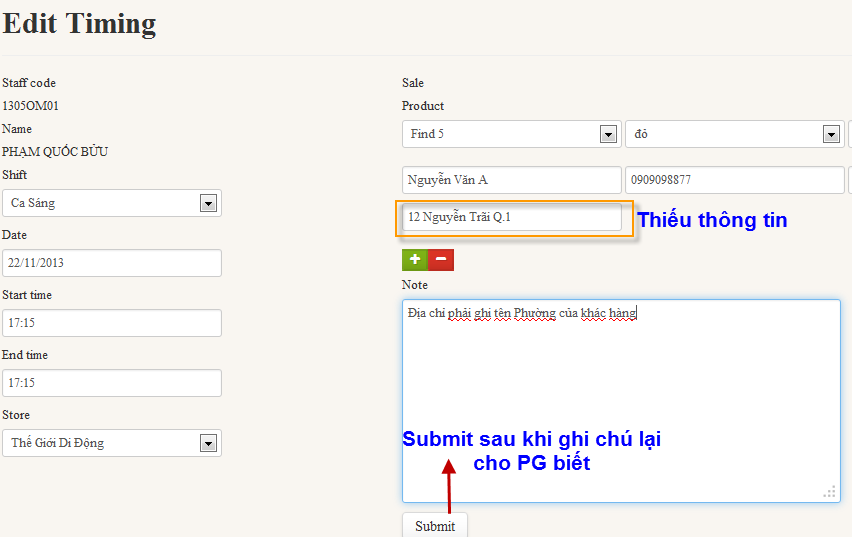 Edit Timing
Staff code
1305OM01
Name
PHẠM QUỐC BỬU
Shift
Ca Sáng
Date
22/11/2013
Start time
17:15
End time
17:15
Store
Thế Giới Di Động
Sale
Product
Find 5 đỏ
Nguyễn Văn A 0909098877
12 Nguyễn Trãi Q.1 Thiếu thông tin
Note
Địa chỉ phải ghi tên Phường của khác hàng
Submit sau khi ghi chú lại
cho PG biết
Submit